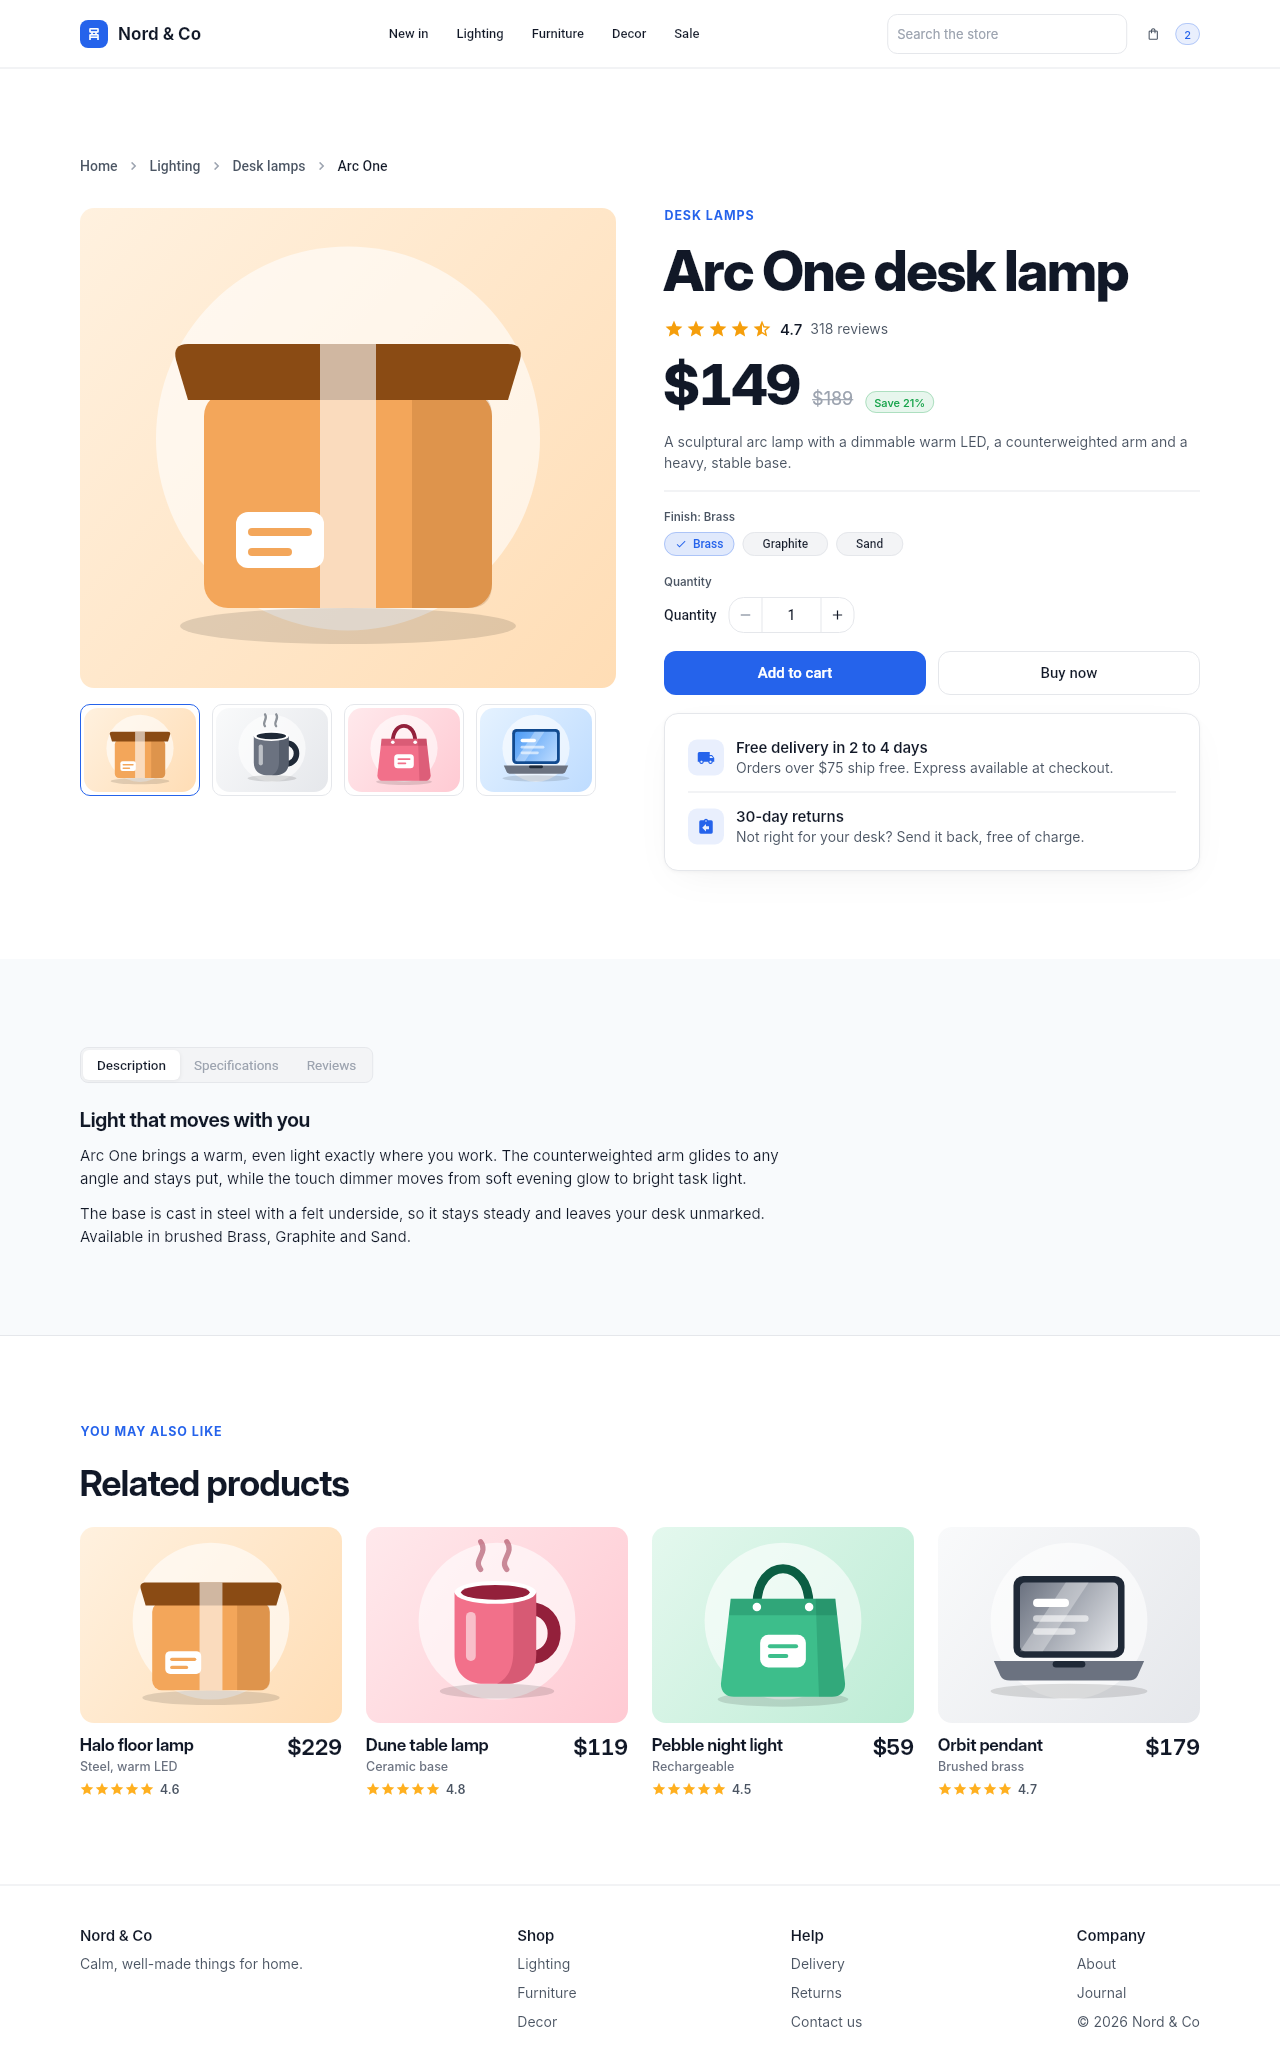 Nord & Co
New in
Lighting
Furniture
Decor
Sale
Search the store
2
Home
Lighting
Desk lamps
Arc One
DESK LAMPS
Arc One desk lamp
4.7 318 reviews
$149 $189 Save 21%
A sculptural arc lamp with a dimmable warm LED, a counterweighted arm and a
heavy, stable base.
Finish: Brass
Brass
Graphite
Sand
Quantity
Quantity 1
Add to cart
Buy now
Free delivery in 2 to 4 days
Orders over $75 ship free. Express available at checkout.
30-day returns
Not right for your desk? Send it back, free of charge.
Description
Specifications
Reviews
Light that moves with you
Arc One brings a warm, even light exactly where you work. The counterweighted arm glides to any
angle and stays put, while the touch dimmer moves from soft evening glow to bright task light.
The base is cast in steel with a felt underside, so it stays steady and leaves your desk unmarked.
Available in brushed Brass, Graphite and Sand.
YOU MAY ALSO LIKE
Related products
Halo floor lamp $229
Steel, warm LED
4.6
Dune table lamp $119
Ceramic base
4.8
Pebble night light $59
Rechargeable
4.5
Orbit pendant $179
Brushed brass
4.7
Nord & Co
Calm, well-made things for home.
Shop
Lighting
Furniture
Decor
Help
Delivery
Returns
Contact us
Company
About
Journal
© 2026 Nord & Co